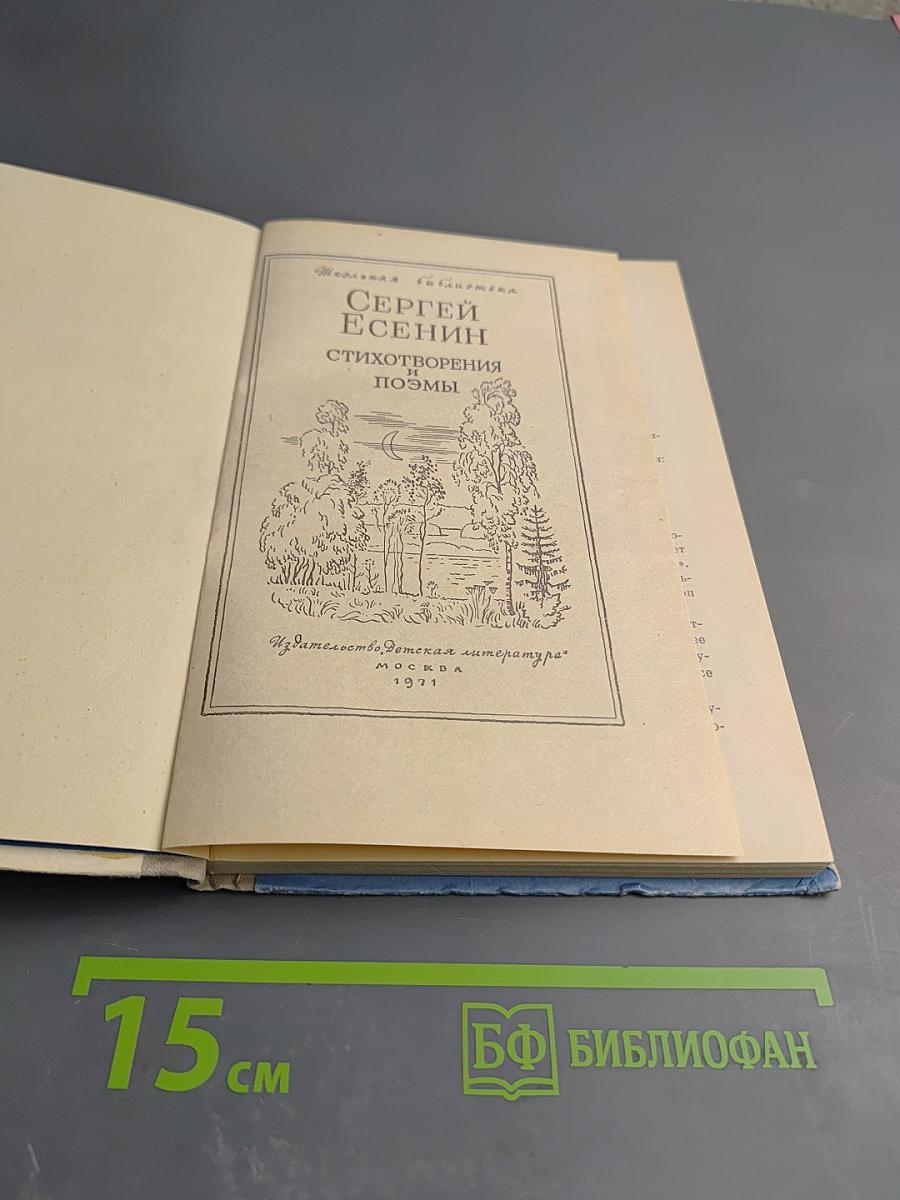 Школьная библиотека
СЕРГЕЙ
ЕСЕНИН
СТИХОТВОРЕНИЯ
И
ПОЭМЫ
Издательство „Детская литература“
МОСКВА
1971
15 см
БФ БИБЛИОФАН